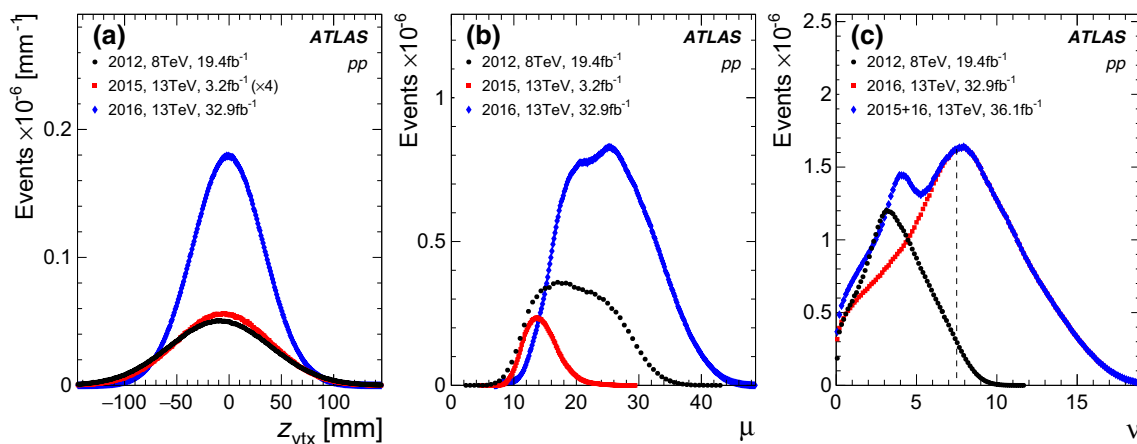 (a) ATLAS
pp
2012, 8TeV, 19.4fb⁻¹
2015, 13TeV, 3.2fb⁻¹ (×4)
2016, 13TeV, 32.9fb⁻¹
Events ×10⁻⁶ [mm⁻¹]
0.2
0.1
0
−100 −50 0 50 100
z_vtx [mm]
(b) ATLAS
pp
2012, 8TeV, 19.4fb⁻¹
2015, 13TeV, 3.2fb⁻¹
2016, 13TeV, 32.9fb⁻¹
Events ×10⁻⁶
1
0.5
0
0 10 20 30 40
μ
(c) ATLAS
pp
2012, 8TeV, 19.4fb⁻¹
2016, 13TeV, 32.9fb⁻¹
2015+16, 13TeV, 36.1fb⁻¹
Events ×10⁻⁶
2.5
2
1.5
1
0.5
0
0 5 10 15
ν